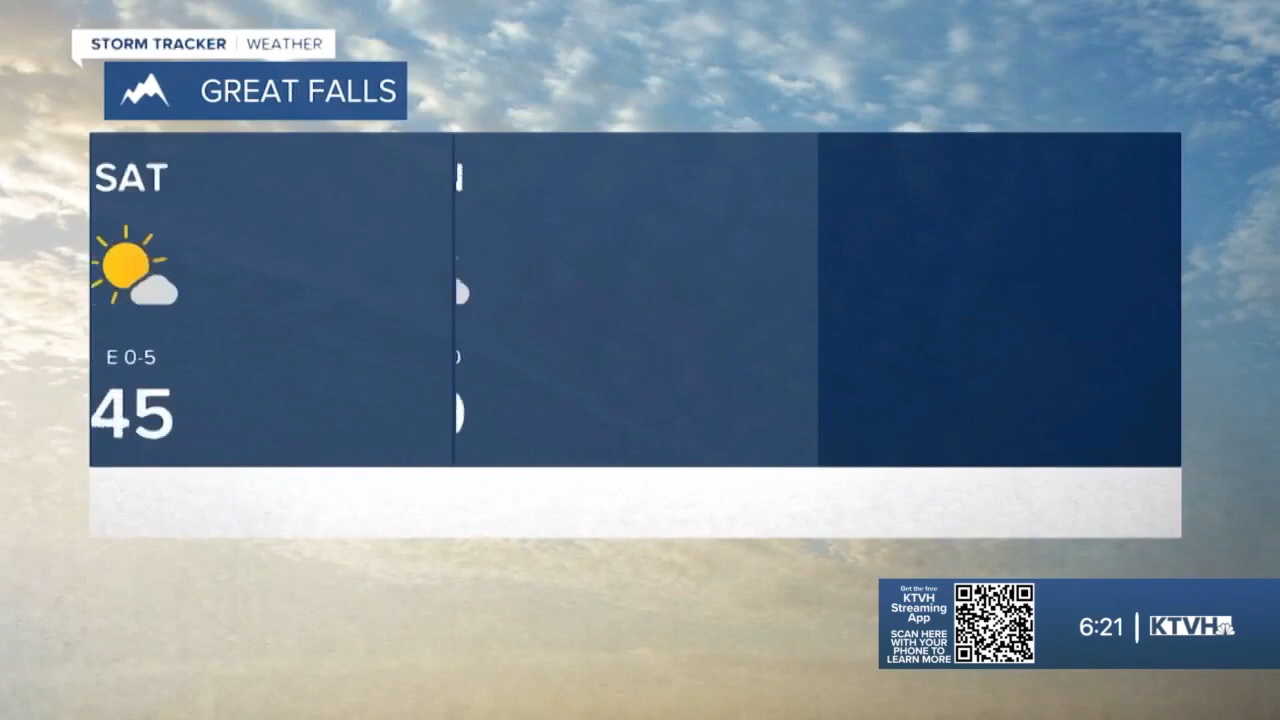 STORM TRACKER | WEATHER
GREAT FALLS
SAT
E 0-5
45
Get the free
KTVH
Streaming
App
SCAN HERE
WITH YOUR
PHONE TO
LEARN MORE
6:21
KTVH